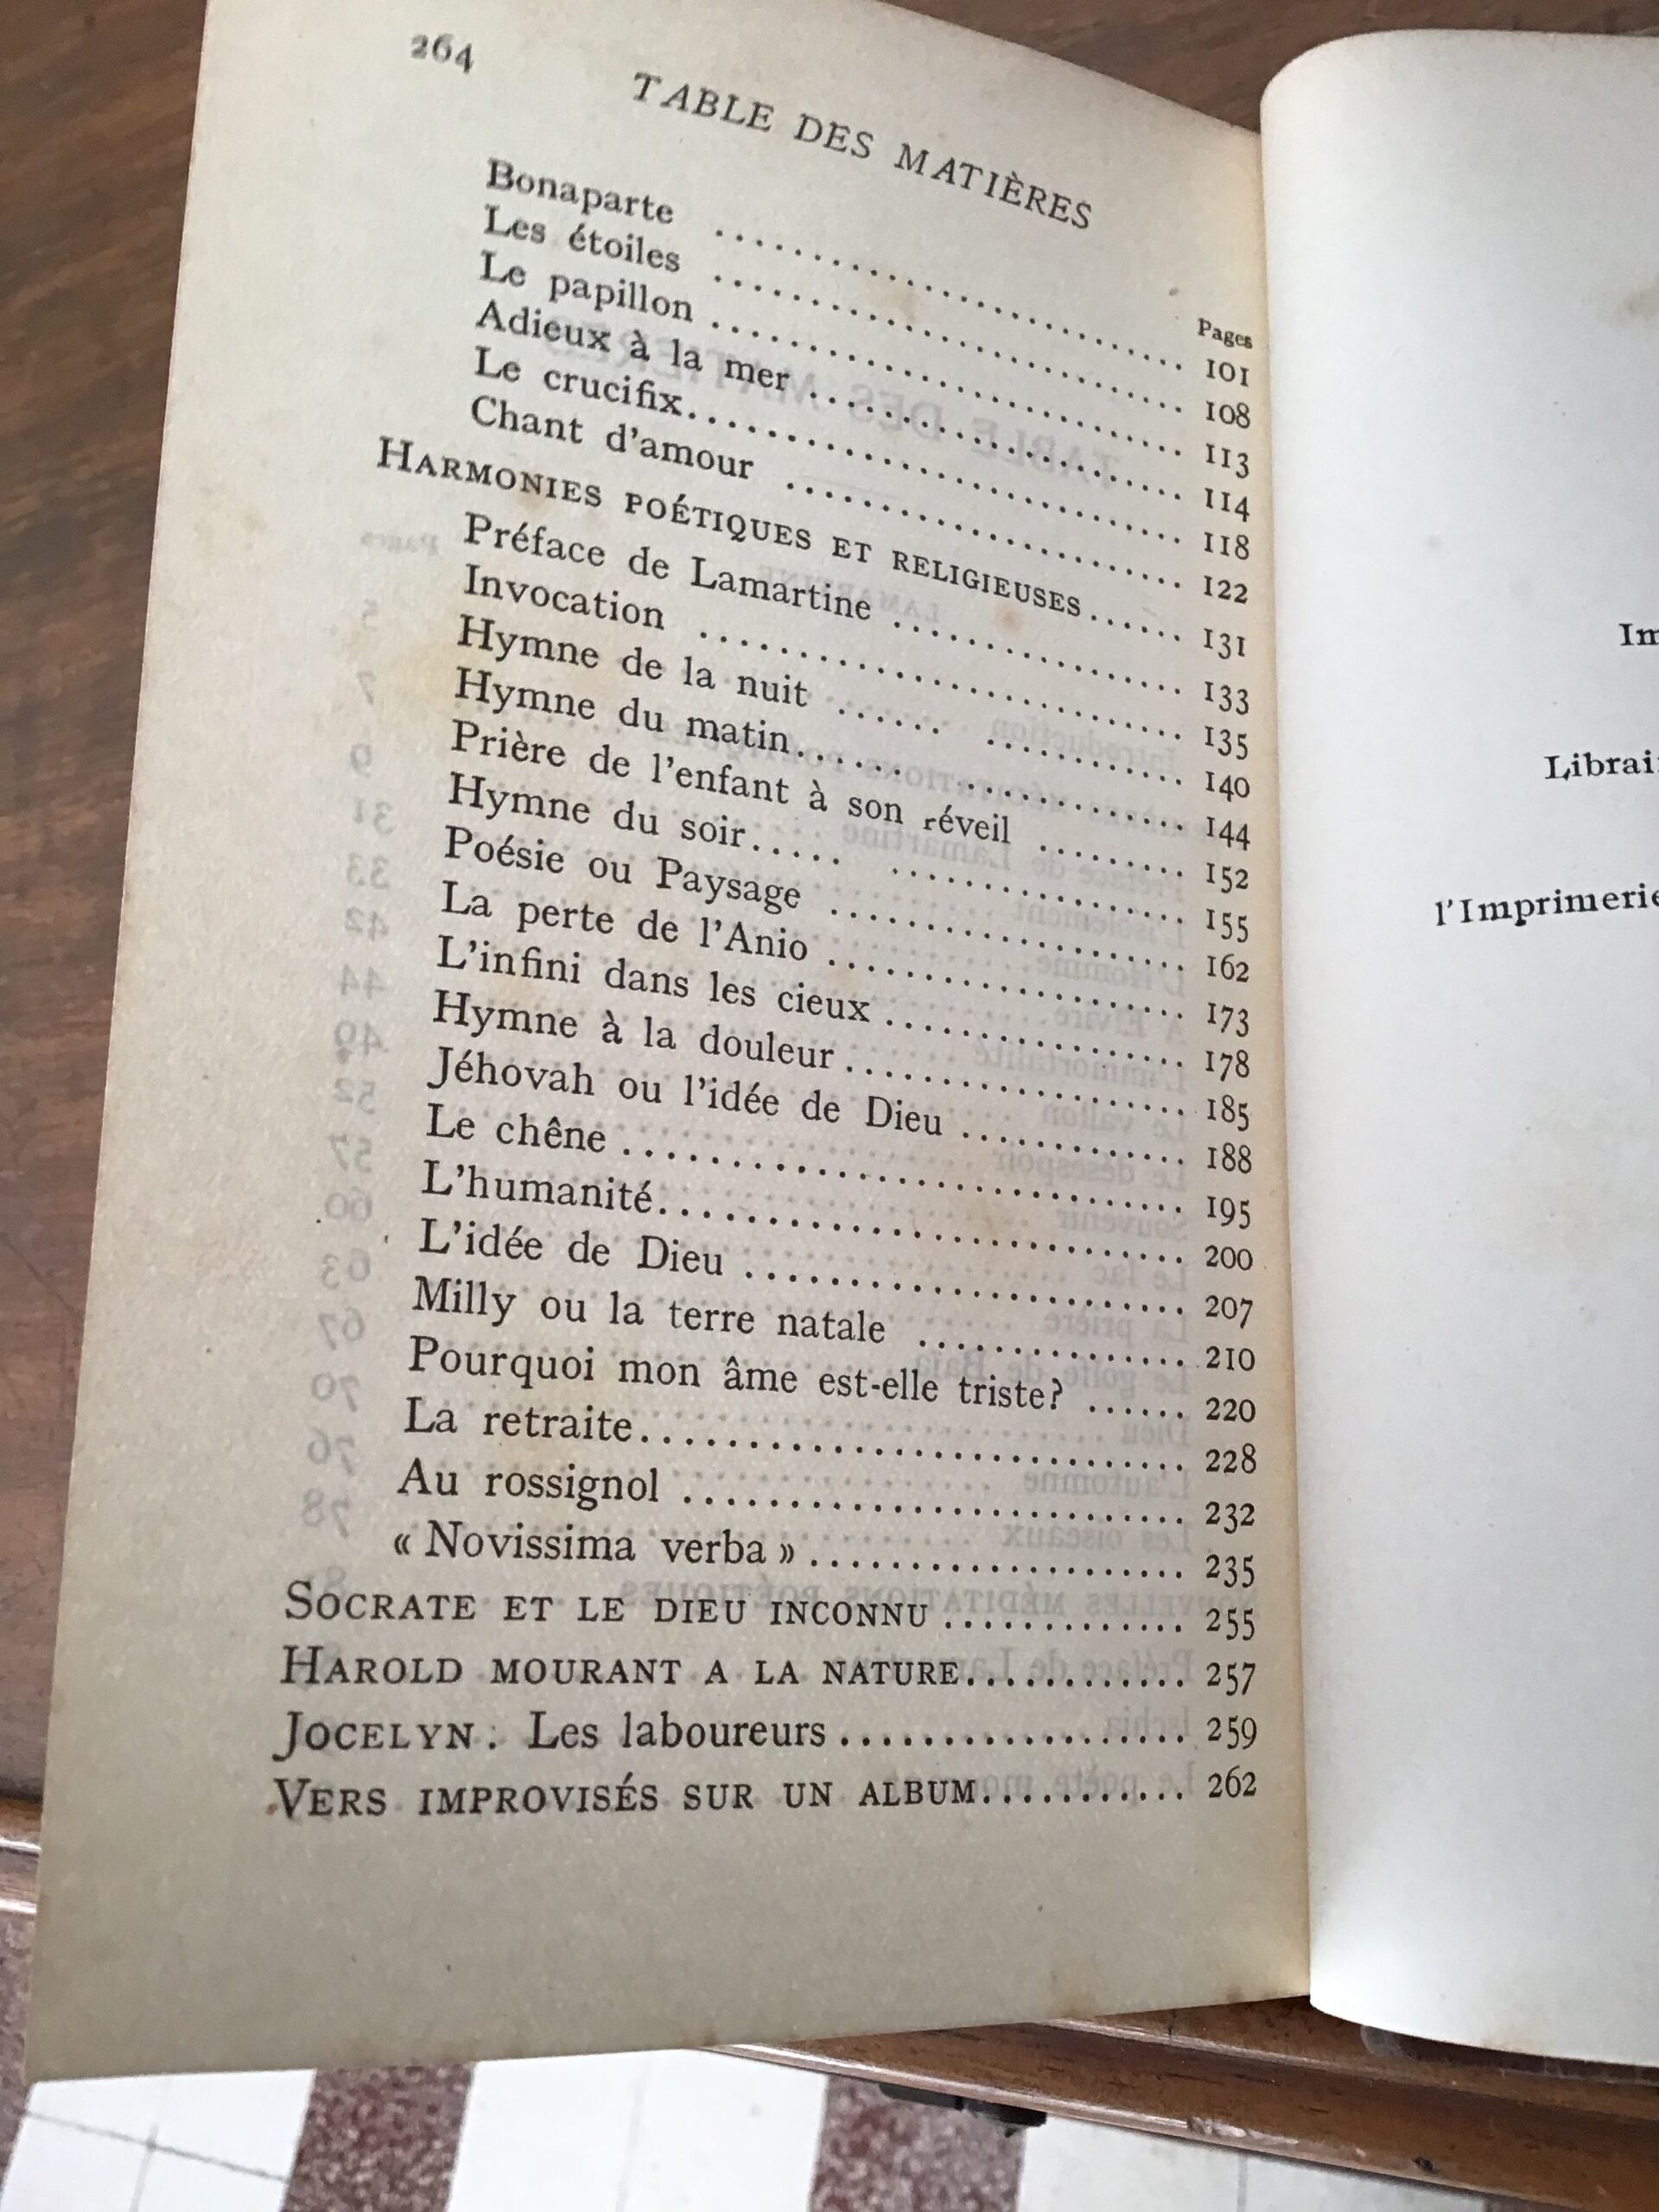 264
TABLE DES MATIÈRES
Pages
Bonaparte .............................. 101
Les étoiles .............................. 108
Le papillon .............................. 113
Adieux à la mer .............................. 114
Le crucifix .............................. 118
Chant d'amour .............................. 122
HARMONIES POÉTIQUES ET RELIGIEUSES ...... 131
Préface de Lamartine .................. 133
Invocation .............................. 135
Hymne de la nuit ...... ............ 140
Hymne du matin ...... ............ 144
Prière de l'enfant à son réveil ......... 152
Hymne du soir ..... .................. 155
Poésie ou Paysage ..................... 162
La perte de l'Anio ..................... 173
L'infini dans les cieux .................. 178
Hymne à la douleur ..................... 185
Jéhovah ou l'idée de Dieu ............ 188
Le chêne .............................. 195
L'humanité .............................. 200
L'idée de Dieu ........................ 207
Milly ou la terre natale ............... 210
Pourquoi mon âme est-elle triste? ...... 220
La retraite .............................. 228
Au rossignol ........................... 232
« Novissima verba » ..................... 235
SOCRATE ET LE DIEU INCONNU ............. 255
HAROLD MOURANT A LA NATURE ............ 257
JOCELYN : Les laboureurs .................. 259
VERS IMPROVISÉS SUR UN ALBUM ........... 262
l'Imprimerie